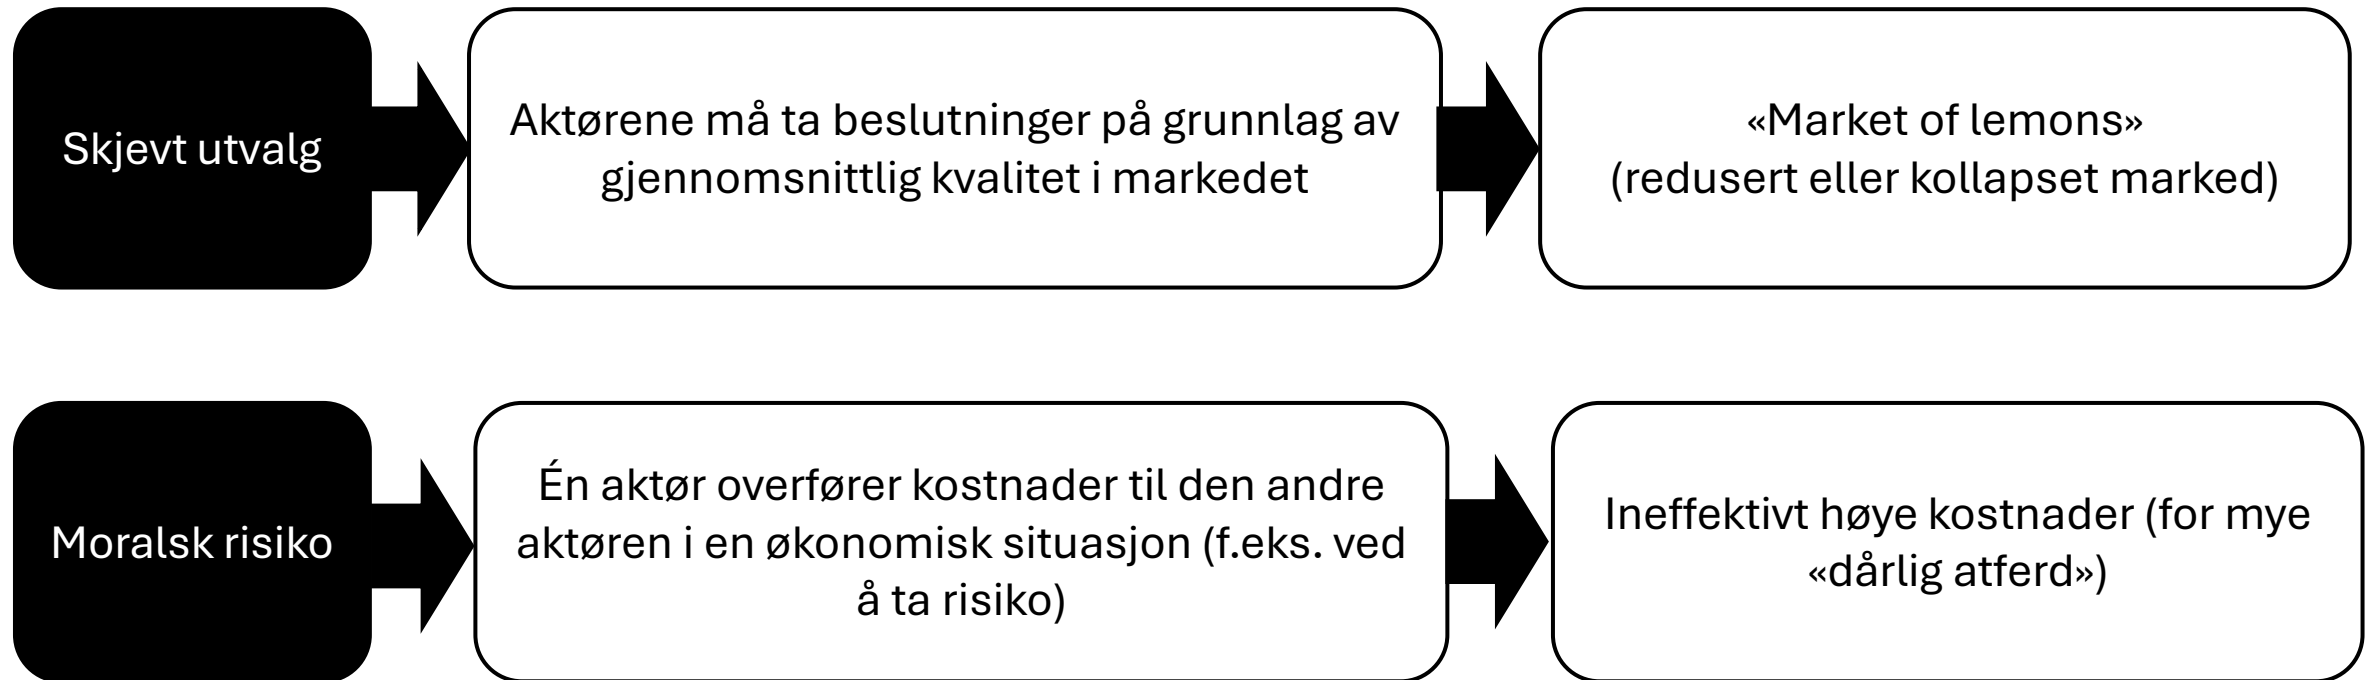 Skjevt utvalg
Aktørene må ta beslutninger på grunnlag av
gjennomsnittlig kvalitet i markedet
«Market of lemons»
(redusert eller kollapset marked)
Moralsk risiko
Én aktør overfører kostnader til den andre
aktøren i en økonomisk situasjon (f.eks. ved
å ta risiko)
Ineffektivt høye kostnader (for mye
«dårlig atferd»)